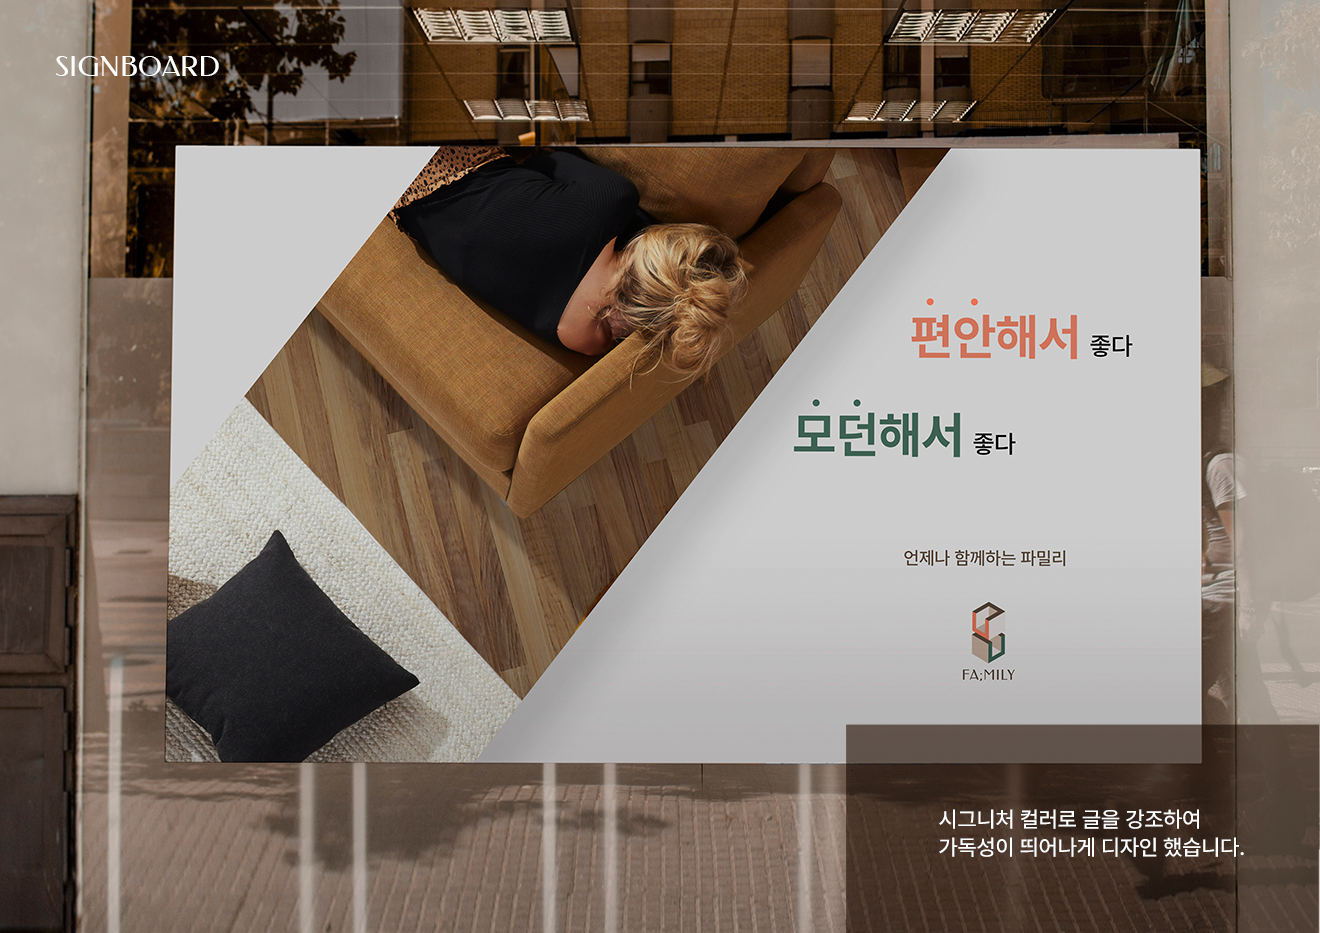 SIGNBOARD
편안해서 좋다
모던해서 좋다
언제나 함께하는 파밀리
FA;MILY
시그니처 컬러로 글을 강조하여
가독성이 띄어나게 디자인 했습니다.